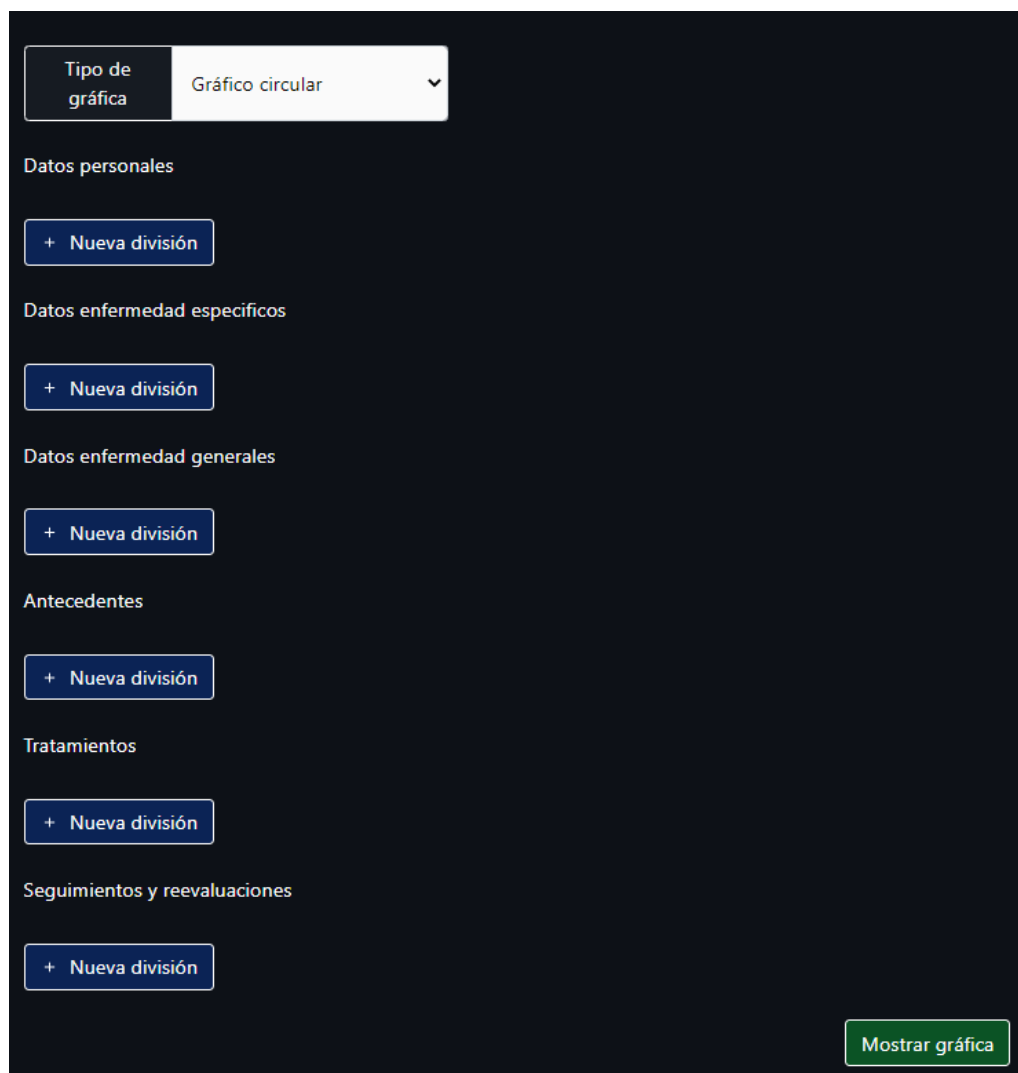 Tipo de
gráfica
Gráfico circular
Datos personales
+ Nueva división
Datos enfermedad especificos
+ Nueva división
Datos enfermedad generales
+ Nueva división
Antecedentes
+ Nueva división
Tratamientos
+ Nueva división
Seguimientos y reevaluaciones
+ Nueva división
Mostrar gráfica